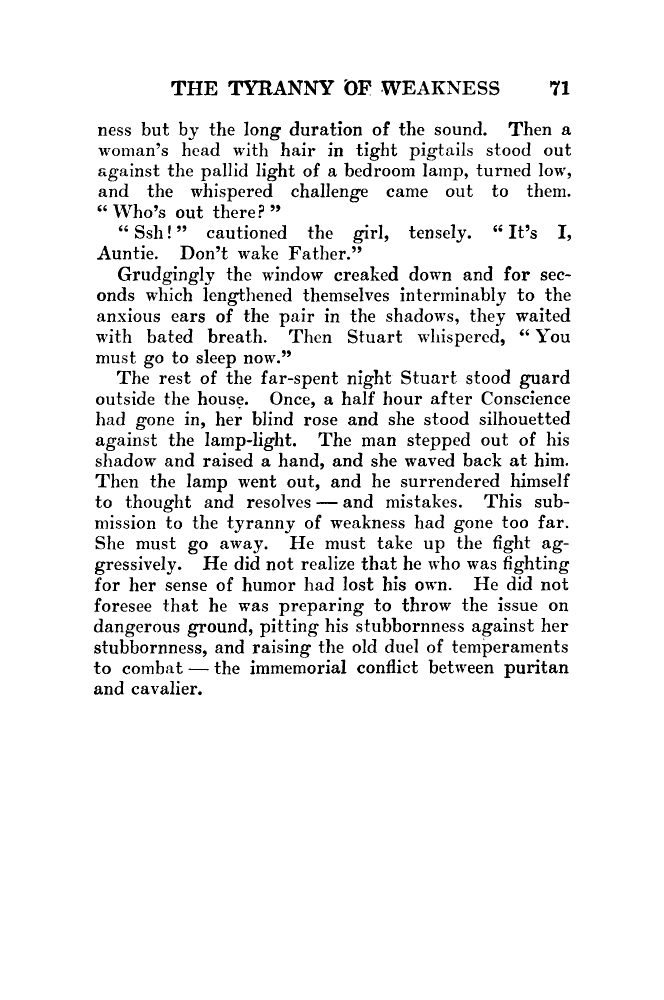 THE TYRANNY OF WEAKNESS 71
ness but by the long duration of the sound. Then a
woman's head with hair in tight pigtails stood out
against the pallid light of a bedroom lamp, turned low,
and the whispered challenge came out to them.
“ Who's out there? ”
“ Ssh! ” cautioned the girl, tensely. “ It's I,
Auntie. Don't wake Father.”
Grudgingly the window creaked down and for sec-
onds which lengthened themselves interminably to the
anxious ears of the pair in the shadows, they waited
with bated breath. Then Stuart whispered, “ You
must go to sleep now.”
The rest of the far-spent night Stuart stood guard
outside the house. Once, a half hour after Conscience
had gone in, her blind rose and she stood silhouetted
against the lamp-light. The man stepped out of his
shadow and raised a hand, and she waved back at him.
Then the lamp went out, and he surrendered himself
to thought and resolves — and mistakes. This sub-
mission to the tyranny of weakness had gone too far.
She must go away. He must take up the fight ag-
gressively. He did not realize that he who was fighting
for her sense of humor had lost his own. He did not
foresee that he was preparing to throw the issue on
dangerous ground, pitting his stubbornness against her
stubbornness, and raising the old duel of temperaments
to combat — the immemorial conflict between puritan
and cavalier.